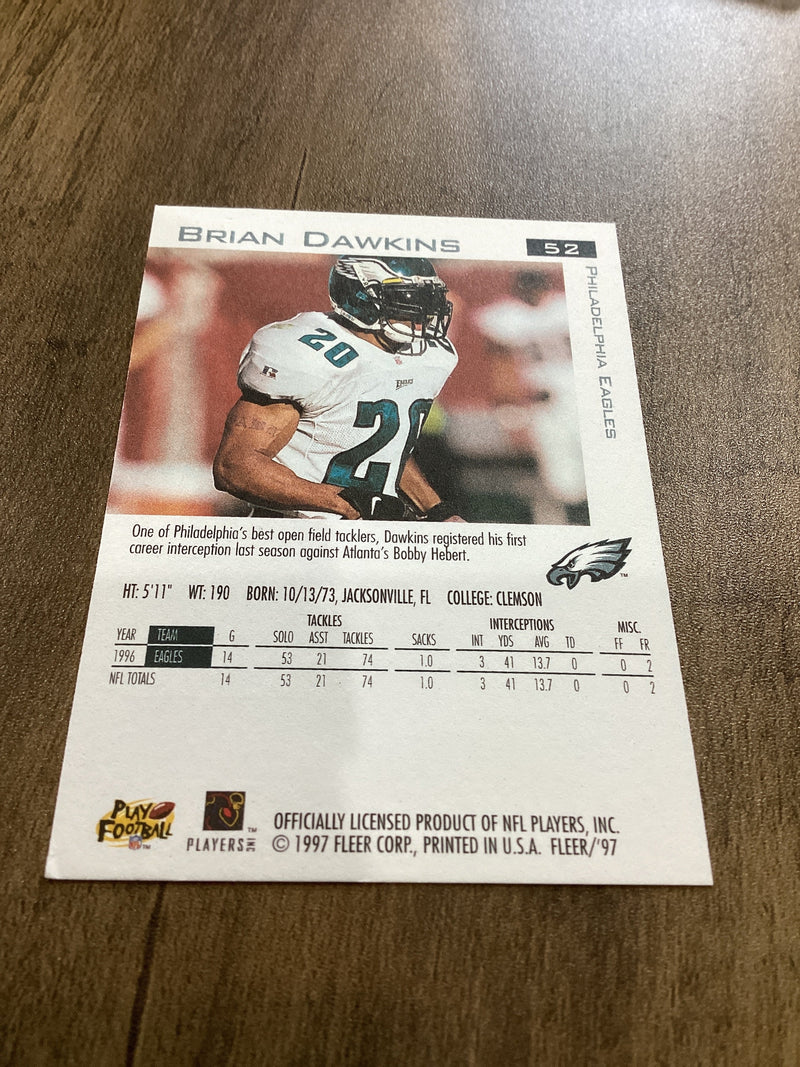 BRIAN DAWKINS
52
PHILADELPHIA EAGLES
20
R
EAGLES
20
One of Philadelphia's best open field tacklers, Dawkins registered his first
career interception last season against Atlanta's Bobby Hebert.
TM
HT: 5'11" WT: 190 BORN: 10/13/73, JACKSONVILLE, FL COLLEGE: CLEMSON
TACKLES INTERCEPTIONS MISC.
YEAR TEAM G SOLO ASST TACKLES SACKS INT YDS AVG TD FF FR
1996 EAGLES 14 53 21 74 1.0 3 41 13.7 0 0 2
NFL TOTALS 14 53 21 74 1.0 3 41 13.7 0 0 2
PLAY
FOOTBALL
TM
TM
PLAYERS INC
OFFICIALLY LICENSED PRODUCT OF NFL PLAYERS, INC.
© 1997 FLEER CORP., PRINTED IN U.S.A. FLEER/'97